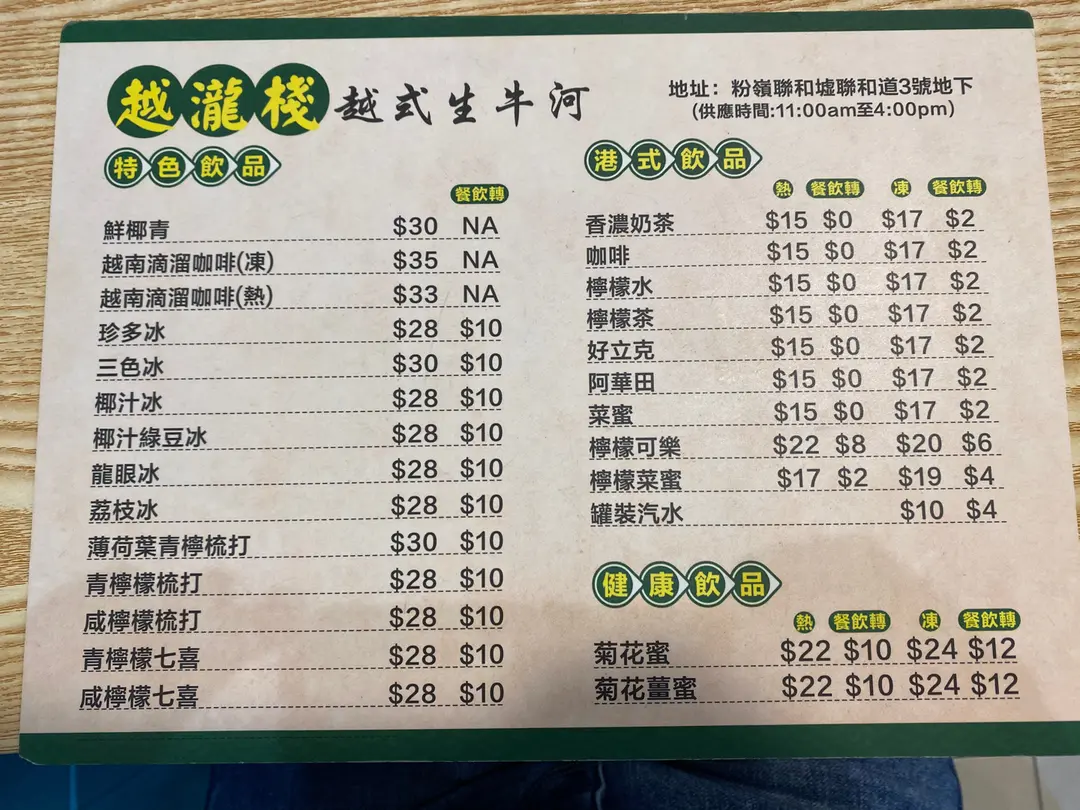 越瀧棧 越式生牛河
地址：粉嶺聯和墟聯和道3號地下
(供應時間:11:00am至4:00pm)
特色飲品
餐飲轉
鮮椰青 $30 NA
越南滴溜咖啡(凍) $35 NA
越南滴溜咖啡(熱) $33 NA
珍多冰 $28 $10
三色冰 $30 $10
椰汁冰 $28 $10
椰汁綠豆冰 $28 $10
龍眼冰 $28 $10
荔枝冰 $28 $10
薄荷葉青檸梳打 $30 $10
青檸檬梳打 $28 $10
咸檸檬梳打 $28 $10
青檸檬七喜 $28 $10
咸檸檬七喜 $28 $10
港式飲品
熱 餐飲轉 凍 餐飲轉
香濃奶茶 $15 $0 $17 $2
咖啡 $15 $0 $17 $2
檸檬水 $15 $0 $17 $2
檸檬茶 $15 $0 $17 $2
好立克 $15 $0 $17 $2
阿華田 $15 $0 $17 $2
菜蜜 $15 $0 $17 $2
檸檬可樂 $22 $8 $20 $6
檸檬菜蜜 $17 $2 $19 $4
罐裝汽水 $10 $4
健康飲品
熱 餐飲轉 凍 餐飲轉
菊花蜜 $22 $10 $24 $12
菊花薑蜜 $22 $10 $24 $12